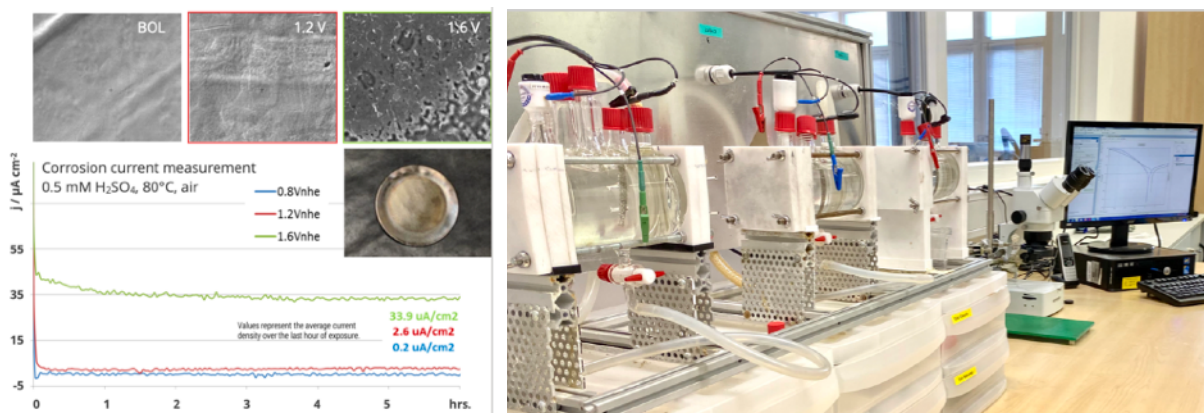 BOL
1.2 V
1.6 V
Corrosion current measurement
0.5 mM H₂SO₄, 80°C, air
j / µA cm⁻²
0.8Vnhe
1.2Vnhe
1.6Vnhe
55
35
15
-5
Values represent the average current
density over the last hour of exposure.
33.9 uA/cm2
2.6 uA/cm2
0.2 uA/cm2
0
1
2
3
4
5
hrs.